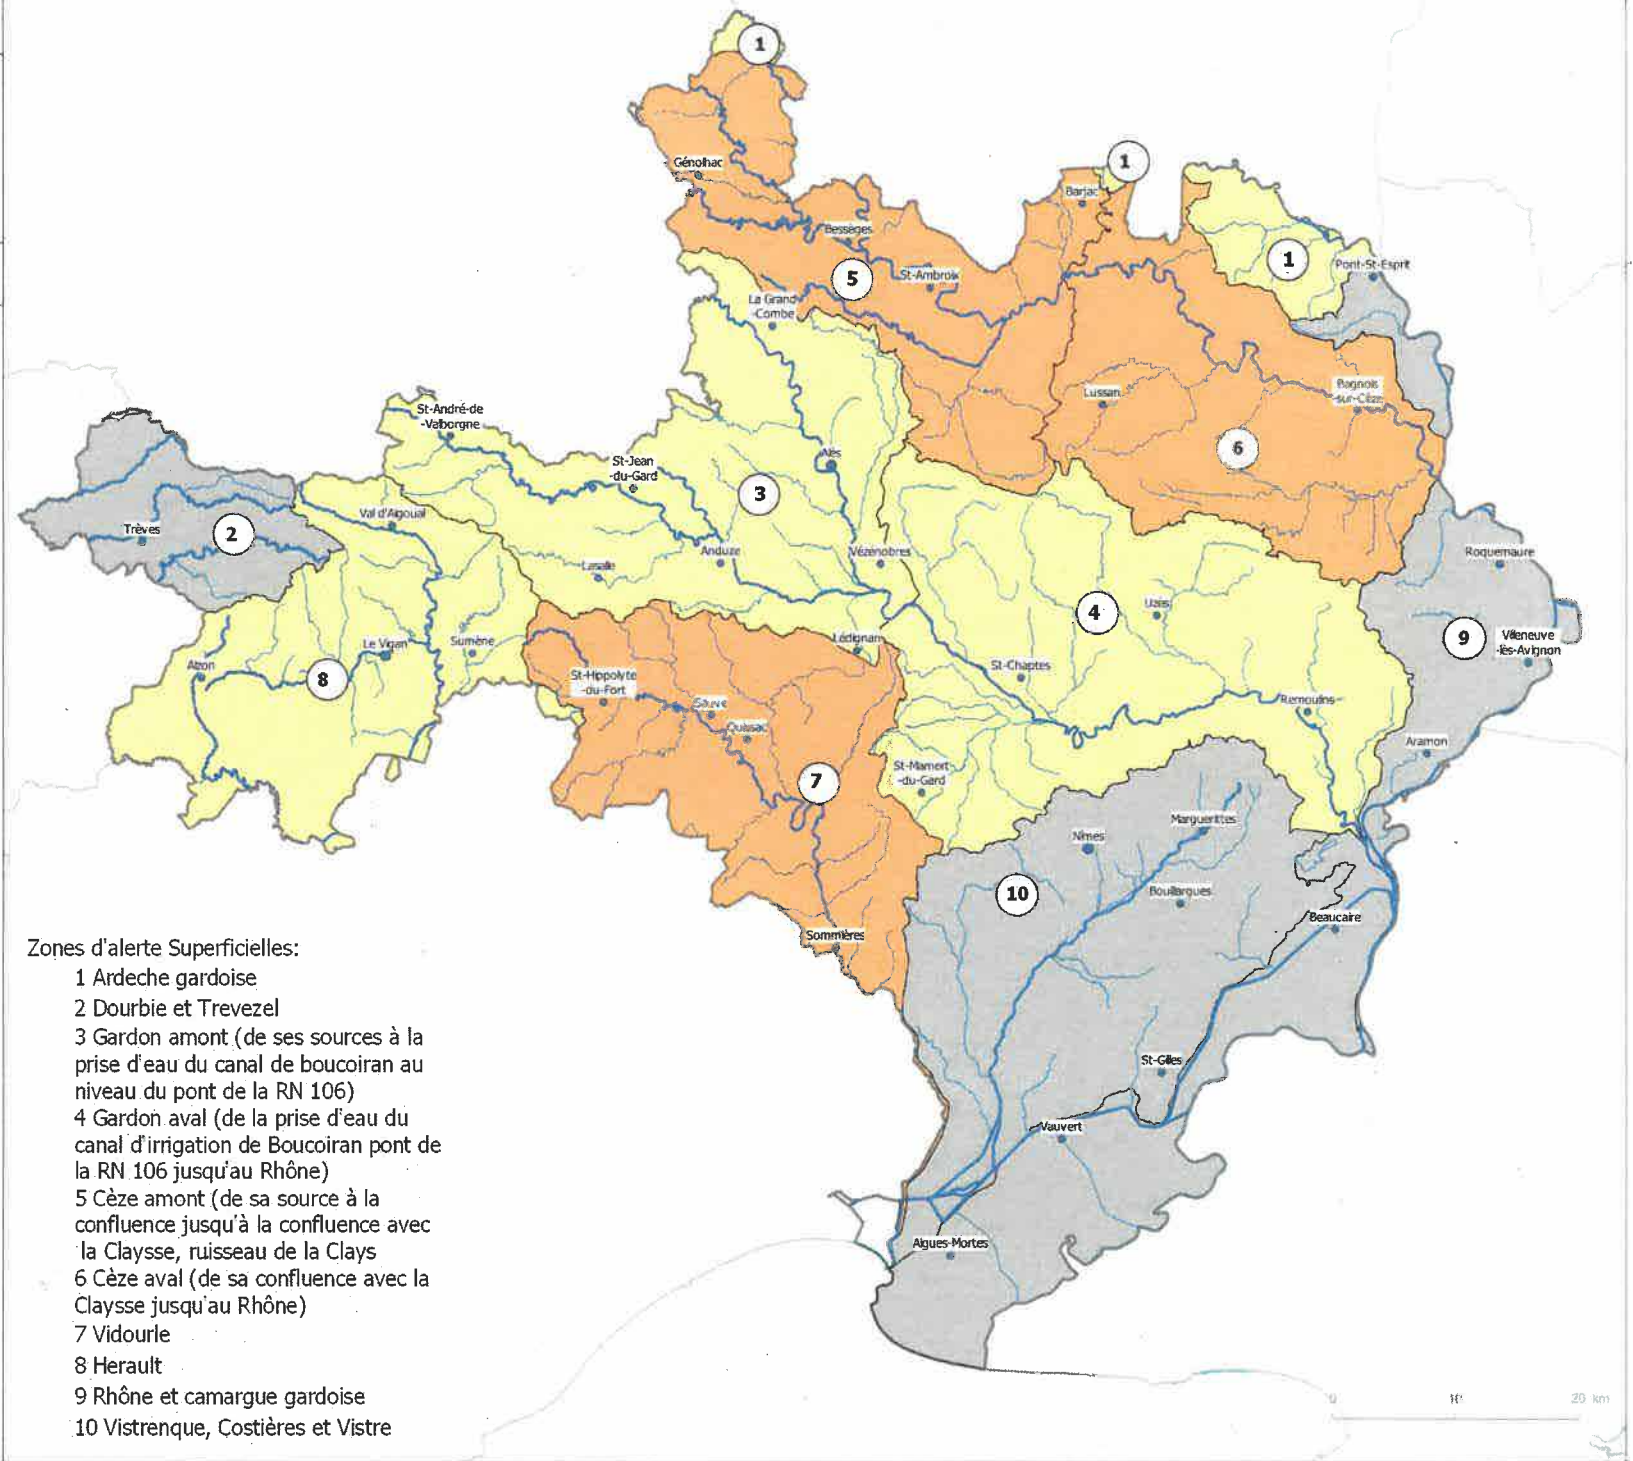 1
Génolhac
1
Barjac
Bessèges
1
5
St-Ambroix
Pont-St-Esprit
La Grand
-Combe
Lussan
Bagnols
-sur-Cèze
St-André-de
-Valborgne
6
Alès
St-Jean
-du-Gard
3
Val d'Aigoual
Trèves
2
Anduze
Vézénobres
Roquemaure
Lasalle
4
Uzès
Sumène
Le Vigan
Lédignan
9
Villeneuve
-lès-Avignon
Alzon
8
St-Hippolyte
-du-Fort
St-Chaptes
Sauve
Remoulins
Quissac
Aramon
St-Mamert
-du-Gard
7
Marguerittes
Nîmes
10
Bouillargues
Beaucaire
Sommières
St-Gilles
Vauvert
Aigues-Mortes
Zones d'alerte Superficielles:
1 Ardeche gardoise
2 Dourbie et Trevezel
3 Gardon amont (de ses sources à la
prise d'eau du canal de boucoiran au
niveau du pont de la RN 106)
4 Gardon aval (de la prise d'eau du
canal d'irrigation de Boucoiran pont de
la RN 106 jusqu'au Rhône)
5 Cèze amont (de sa source à la
confluence jusqu'à la confluence avec
la Claysse, ruisseau de la Clays
6 Cèze aval (de sa confluence avec la
Claysse jusqu'au Rhône)
7 Vidourle
8 Herault
9 Rhône et camargue gardoise
10 Vistrenque, Costières et Vistre
0 10 20 km